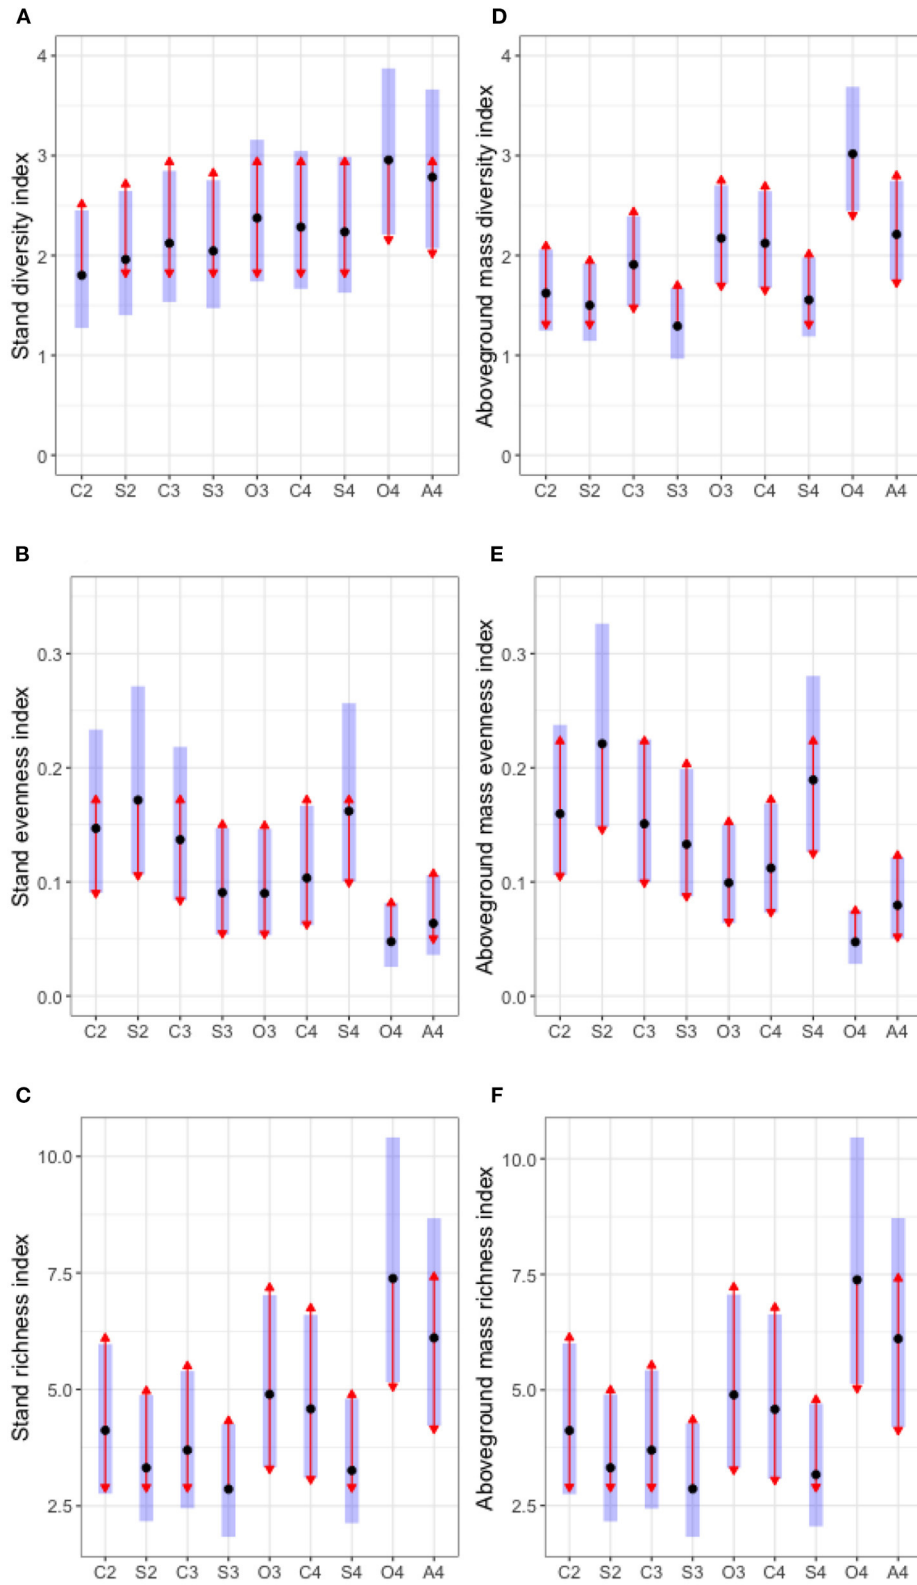 A
Stand diversity index
4
3
2
1
0
C2 S2 C3 S3 O3 C4 S4 O4 A4
D
Aboveground mass diversity index
4
3
2
1
0
C2 S2 C3 S3 O3 C4 S4 O4 A4
B
Stand evenness index
0.3
0.2
0.1
0.0
C2 S2 C3 S3 O3 C4 S4 O4 A4
E
Aboveground mass evenness index
0.3
0.2
0.1
0.0
C2 S2 C3 S3 O3 C4 S4 O4 A4
C
Stand richness index
10.0
7.5
5.0
2.5
C2 S2 C3 S3 O3 C4 S4 O4 A4
F
Aboveground mass richness index
10.0
7.5
5.0
2.5
C2 S2 C3 S3 O3 C4 S4 O4 A4